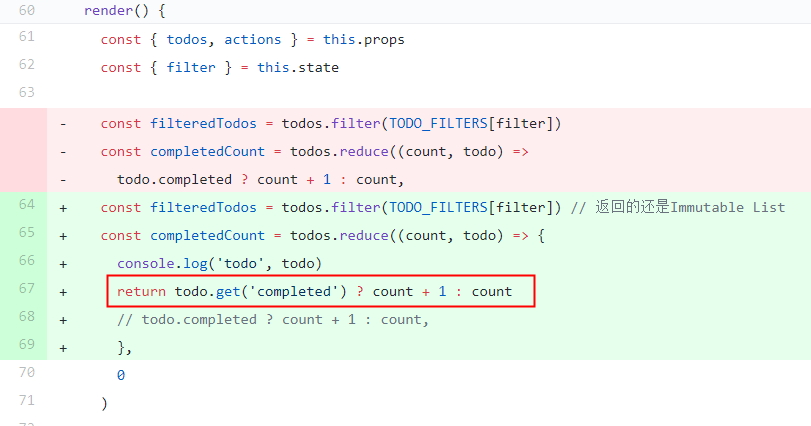 60 render() {
61 const { todos, actions } = this.props
62 const { filter } = this.state
63
- const filteredTodos = todos.filter(TODO_FILTERS[filter])
- const completedCount = todos.reduce((count, todo) =>
- todo.completed ? count + 1 : count,
64 + const filteredTodos = todos.filter(TODO_FILTERS[filter]) // 返回的还是Immutable List
65 + const completedCount = todos.reduce((count, todo) => {
66 + console.log('todo', todo)
67 + return todo.get('completed') ? count + 1 : count
68 + // todo.completed ? count + 1 : count,
69 + },
70 0
71 )